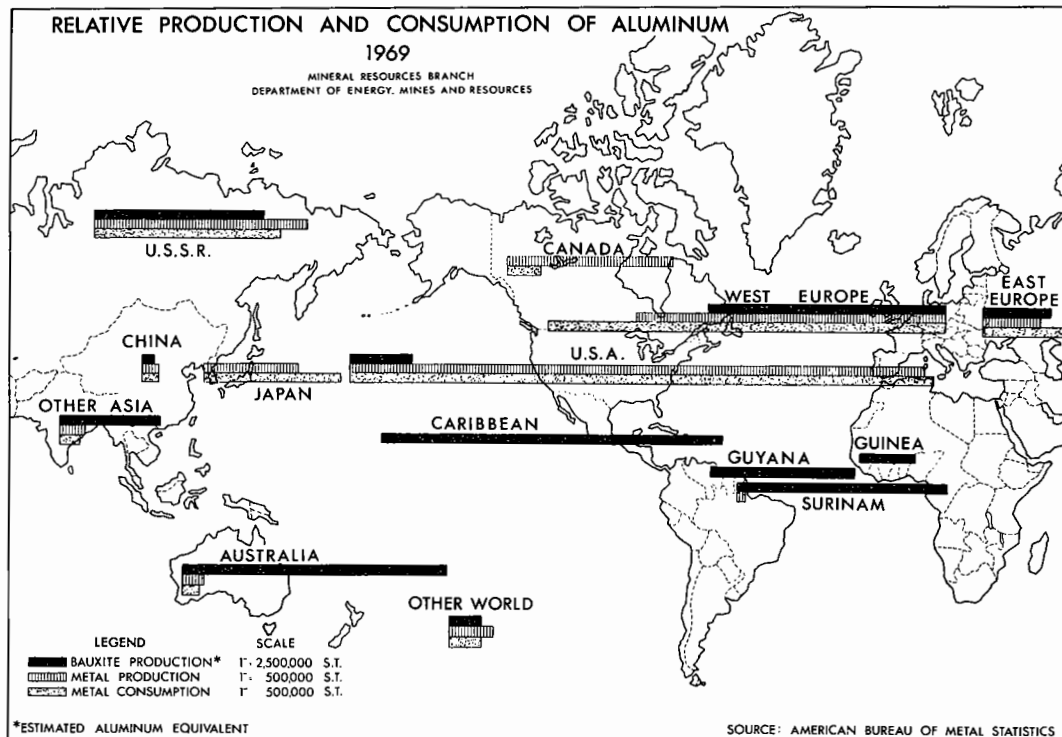 RELATIVE PRODUCTION AND CONSUMPTION OF ALUMINUM
1969
MINERAL RESOURCES BRANCH
DEPARTMENT OF ENERGY, MINES AND RESOURCES
U.S.S.R.
CANADA
WEST EUROPE
EAST
EUROPE
CHINA
U.S.A.
JAPAN
OTHER ASIA
CARIBBEAN
GUYANA
GUINEA
SURINAM
AUSTRALIA
OTHER WORLD
LEGEND SCALE
BAUXITE PRODUCTION* 1"= 2,500,000 S.T.
METAL PRODUCTION 1"= 500,000 S.T.
METAL CONSUMPTION 1" 500,000 S.T.
*ESTIMATED ALUMINUM EQUIVALENT
SOURCE: AMERICAN BUREAU OF METAL STATISTICS